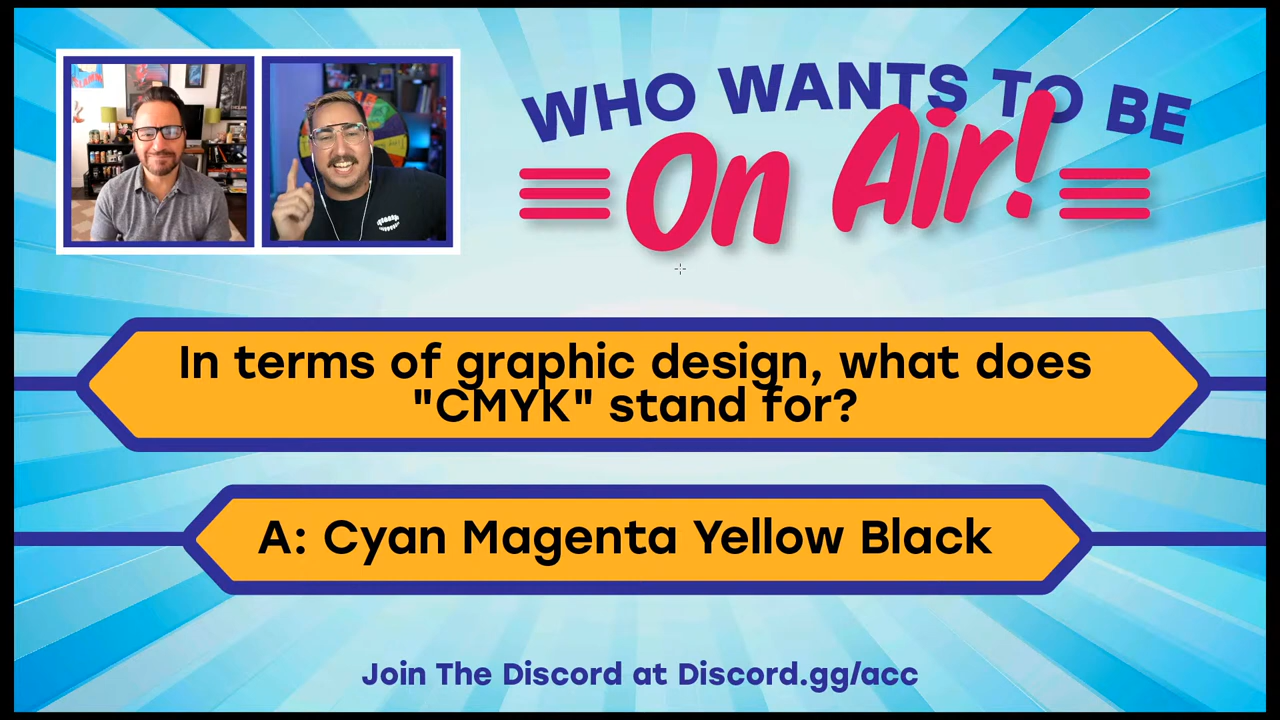 WHO WANTS TO BE
On Air!
In terms of graphic design, what does
"CMYK" stand for?
A: Cyan Magenta Yellow Black
Join The Discord at Discord.gg/acc